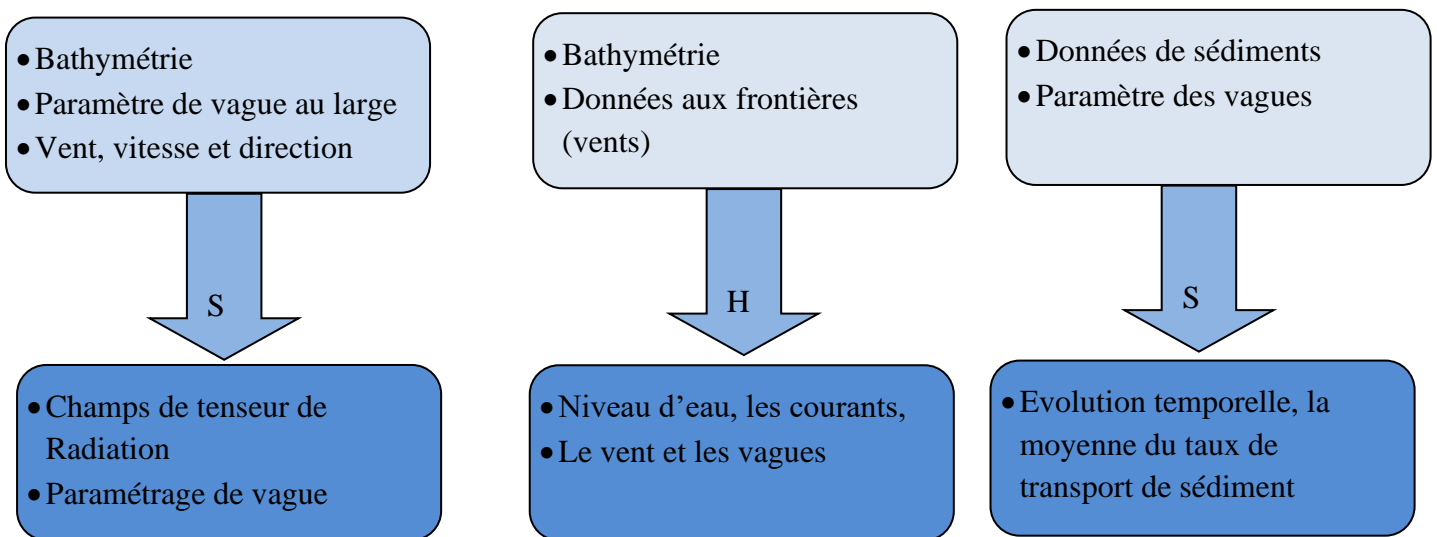 • Bathymétrie
• Paramètre de vague au large
• Vent, vitesse et direction
S
• Champs de tenseur de
Radiation
• Paramétrage de vague
• Bathymétrie
• Données aux frontières
(vents)
H
• Niveau d’eau, les courants,
• Le vent et les vagues
• Données de sédiments
• Paramètre des vagues
S
• Evolution temporelle, la
moyenne du taux de
transport de sédiment